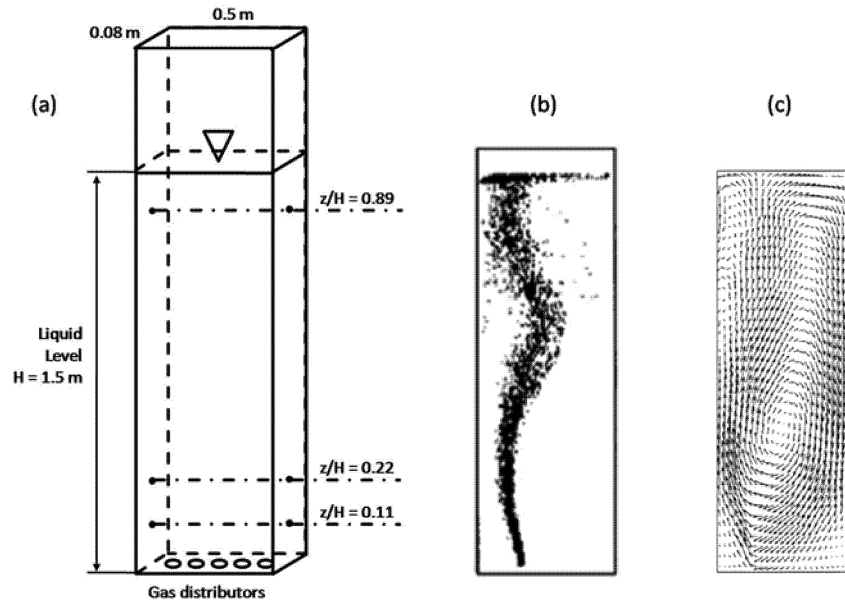 0.5 m
0.08 m
(a)
(b)
(c)
z/H = 0.89
Liquid
Level
H = 1.5 m
z/H = 0.22
z/H = 0.11
Gas distributors